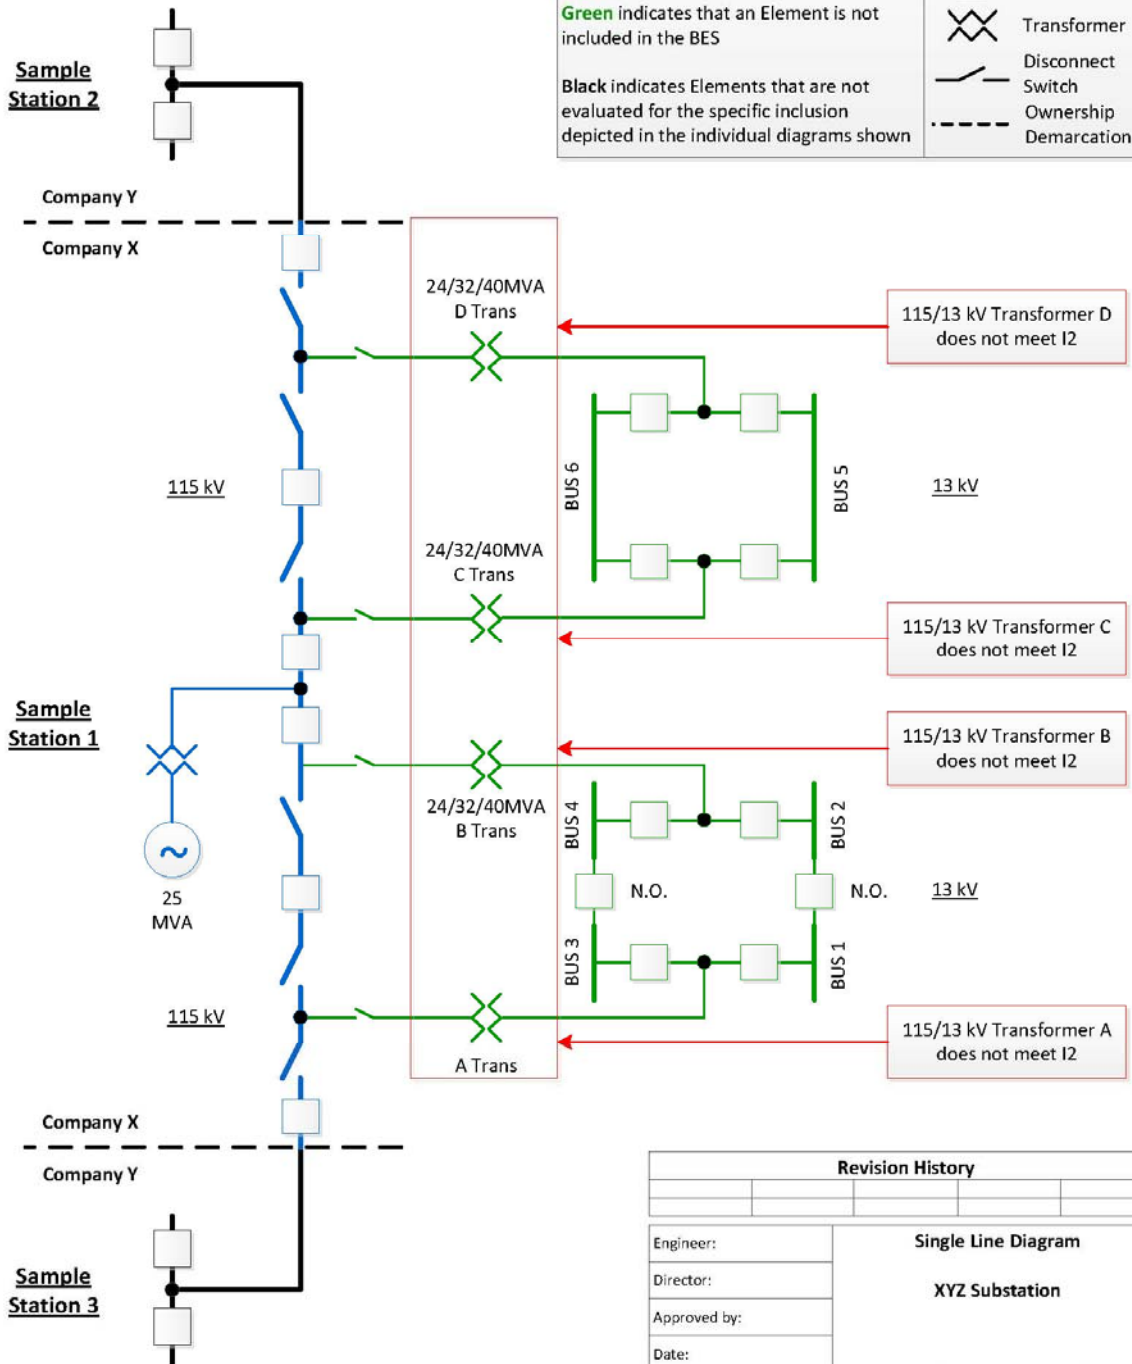 Green indicates that an Element is not
included in the BES
Black indicates Elements that are not
evaluated for the specific inclusion
depicted in the individual diagrams shown
Transformer
Disconnect
Switch
Ownership
Demarcation
Sample
Station 2
Company Y
Company X
24/32/40MVA
D Trans
115/13 kV Transformer D
does not meet I2
115 kV
BUS 6
BUS 5
13 kV
24/32/40MVA
C Trans
115/13 kV Transformer C
does not meet I2
Sample
Station 1
115/13 kV Transformer B
does not meet I2
24/32/40MVA
B Trans
BUS 4
BUS 2
25
MVA
N.O.
N.O.
13 kV
BUS 3
BUS 1
115 kV
A Trans
115/13 kV Transformer A
does not meet I2
Company X
Company Y
Sample
Station 3
Revision History
Engineer:
Director:
Approved by:
Date:
Single Line Diagram
XYZ Substation